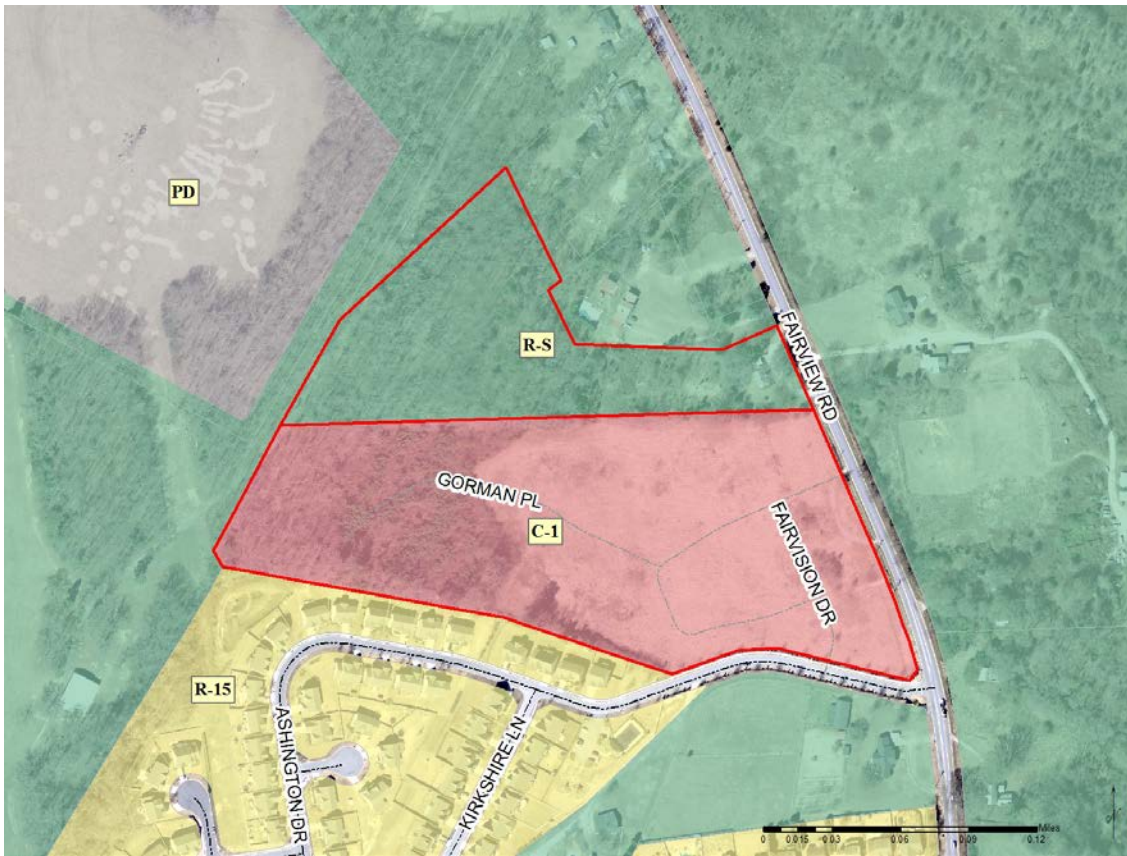 PD
R-S
FAIRVIEW RD
GORMAN PL
C-1
FAIRVISION DR
R-15
ASHINGTON DR
KIRKSHIRE LN
Miles
0 0.015 0.03 0.06 0.09 0.12